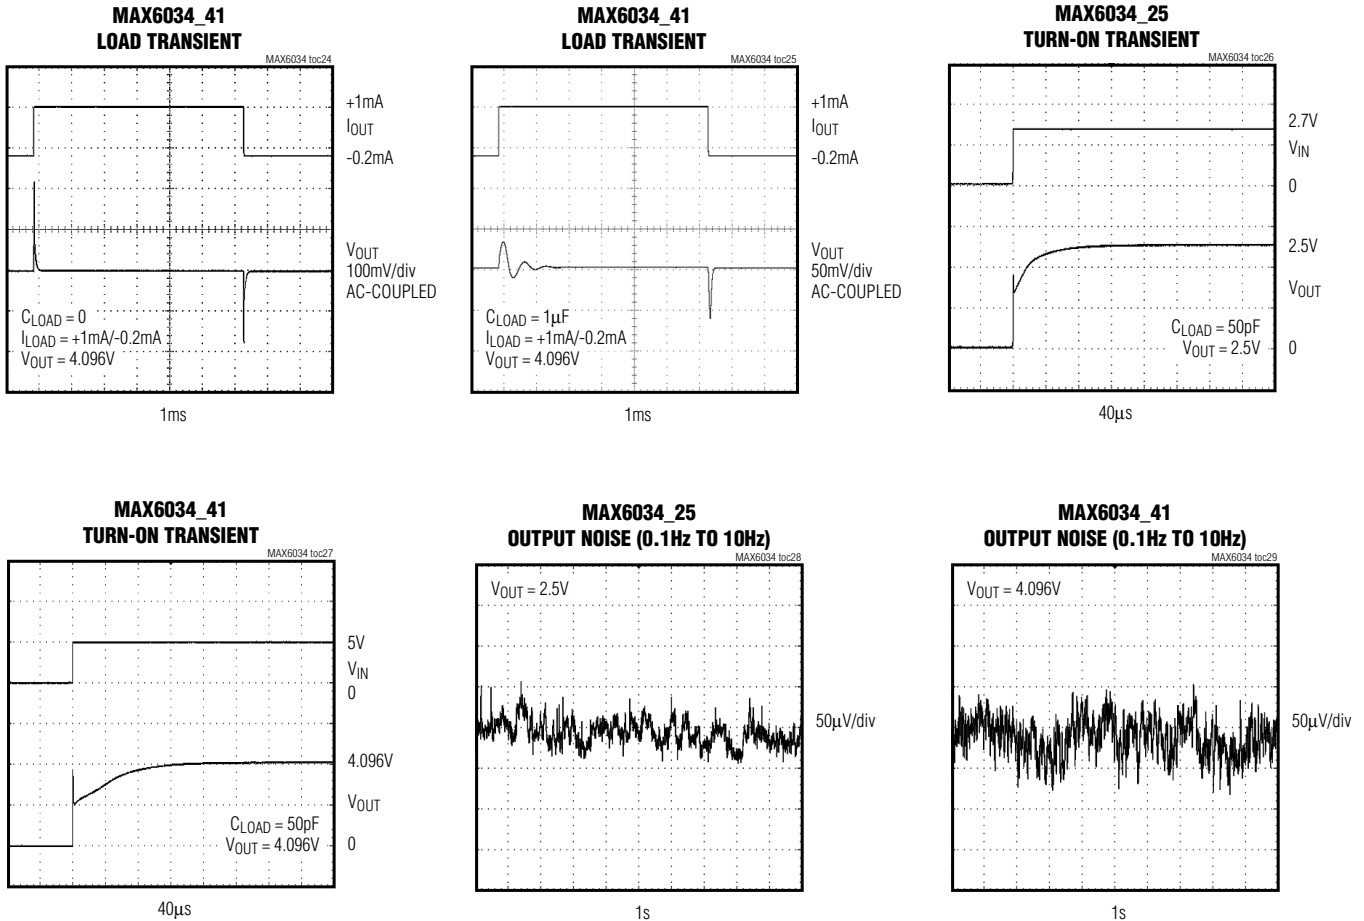 MAX6034_41
LOAD TRANSIENT
MAX6034 toc24
+1mA
IOUT
-0.2mA
VOUT
100mV/div
AC-COUPLED
CLOAD = 0
ILOAD = +1mA/-0.2mA
VOUT = 4.096V
1ms
MAX6034_41
LOAD TRANSIENT
MAX6034 toc25
+1mA
IOUT
-0.2mA
VOUT
50mV/div
AC-COUPLED
CLOAD = 1μF
ILOAD = +1mA/-0.2mA
VOUT = 4.096V
1ms
MAX6034_25
TURN-ON TRANSIENT
MAX6034 toc26
2.7V
VIN
0
2.5V
VOUT
CLOAD = 50pF
VOUT = 2.5V
0
40μs
MAX6034_41
TURN-ON TRANSIENT
MAX6034 toc27
5V
VIN
0
4.096V
VOUT
CLOAD = 50pF
VOUT = 4.096V
0
40μs
MAX6034_25
OUTPUT NOISE (0.1Hz TO 10Hz)
MAX6034 toc28
VOUT = 2.5V
50μV/div
1s
MAX6034_41
OUTPUT NOISE (0.1Hz TO 10Hz)
MAX6034 toc29
VOUT = 4.096V
50μV/div
1s